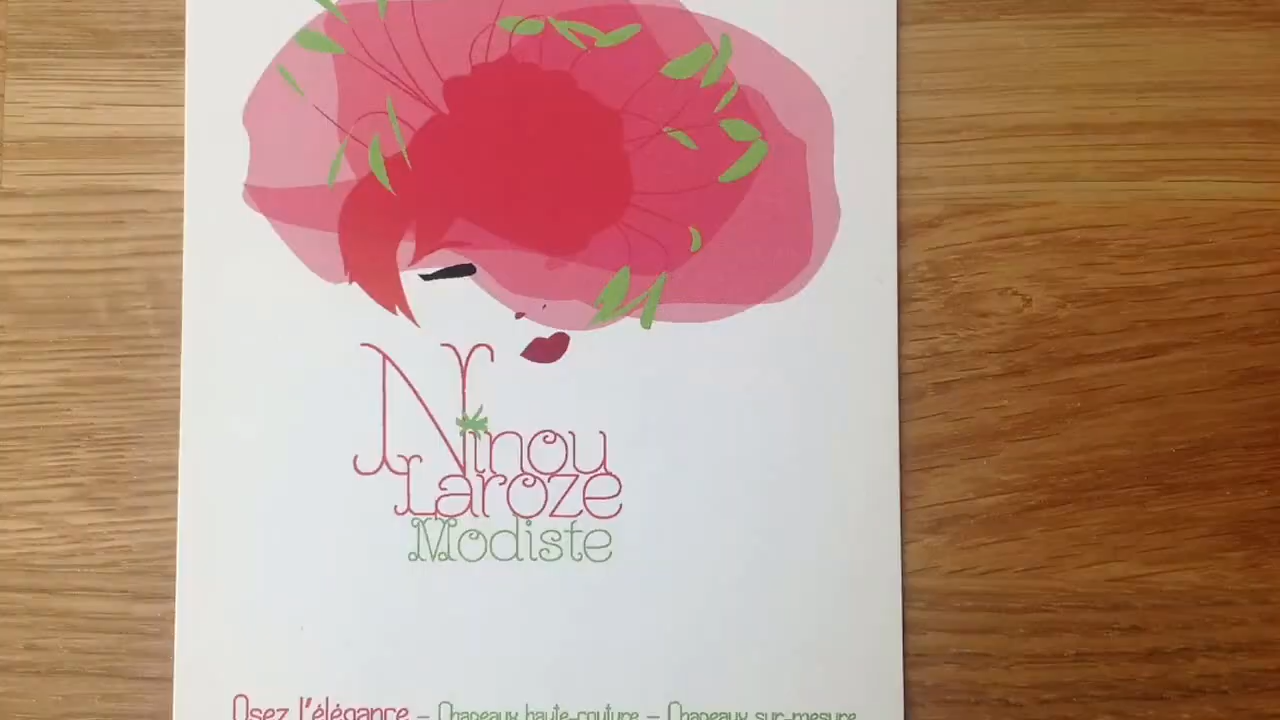 Ninou
Laroze
Modiste
Osez l'élégance – Chapeaux haute-couture – Chapeaux sur-mesure